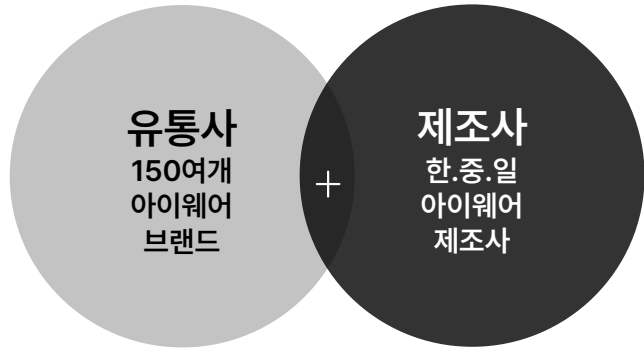 유통사
150여개
아이웨어
브랜드
+
제조사
한.중.일
아이웨어
제조사